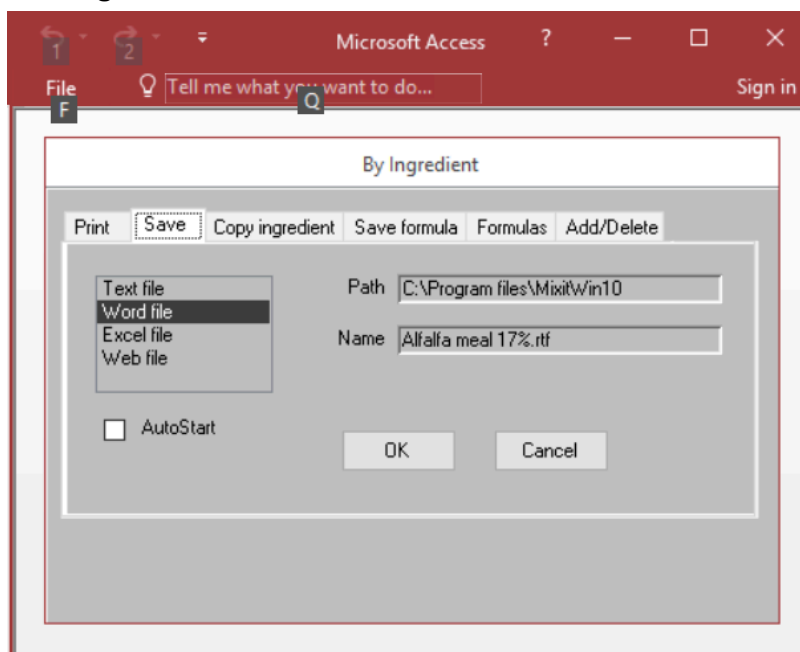 1 2 Microsoft Access ?
File Tell me what you want to do... Sign in
F Q
By Ingredient
Print Save Copy ingredient Save formula Formulas Add/Delete
Text file
Word file
Excel file
Web file
Path C:\Program files\MixitWin10
Name Alfalfa meal 17%.rtf
AutoStart
OK Cancel